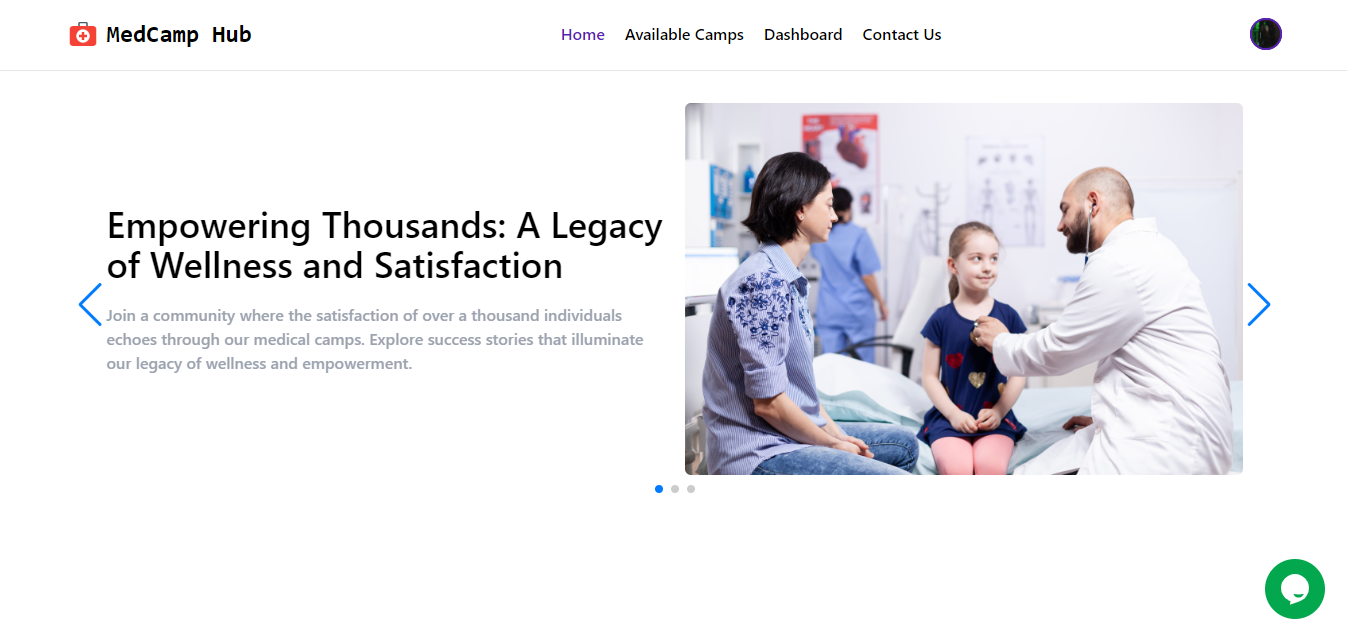 MedCamp Hub
Home Available Camps Dashboard Contact Us
Empowering Thousands: A Legacy
of Wellness and Satisfaction
Join a community where the satisfaction of over a thousand individuals
echoes through our medical camps. Explore success stories that illuminate
our legacy of wellness and empowerment.